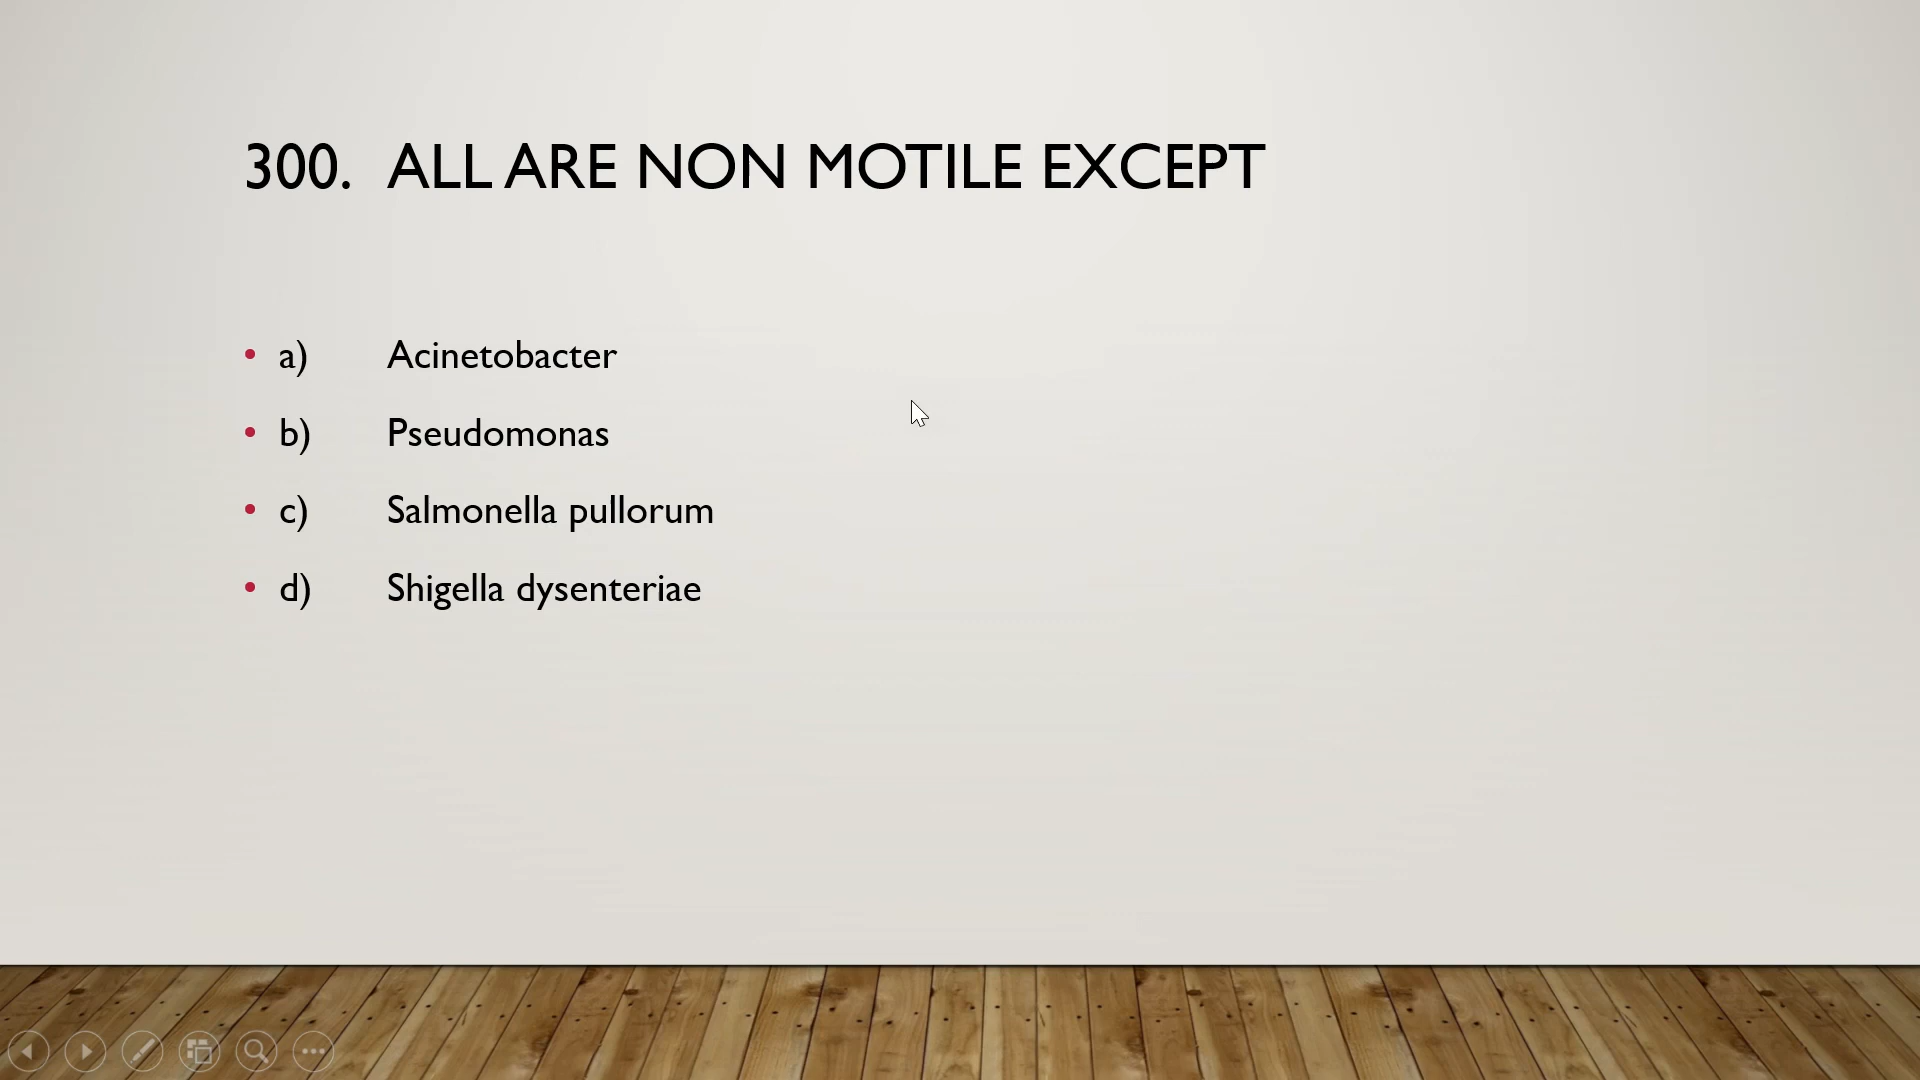 300. ALL ARE NON MOTILE EXCEPT
• a) Acinetobacter
• b) Pseudomonas
• c) Salmonella pullorum
• d) Shigella dysenteriae